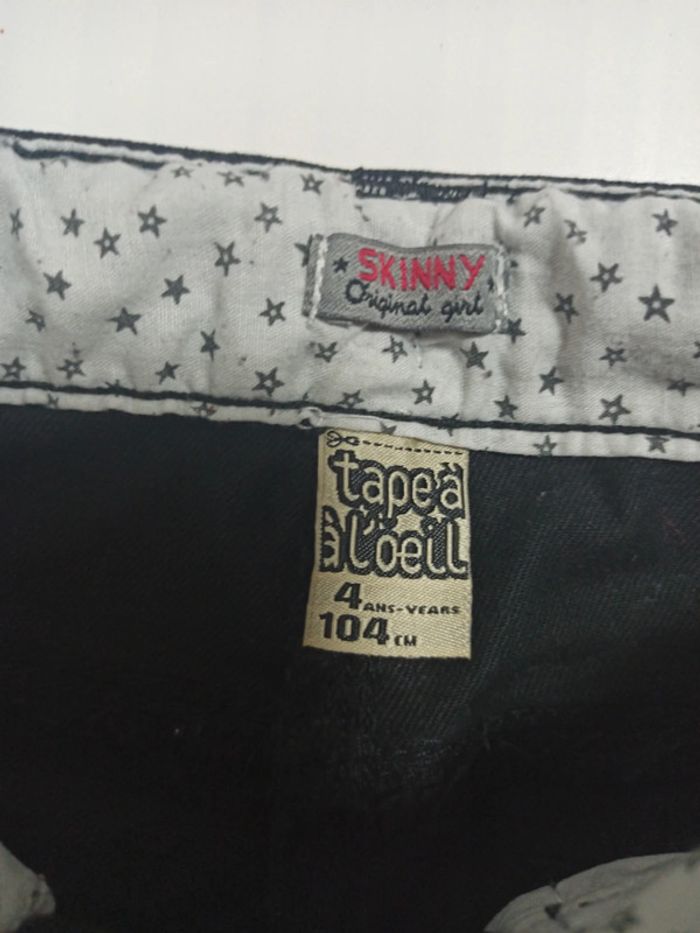 SKINNY
Original girl
tape à
à l'oeil
4 ANS-YEARS
104 CM